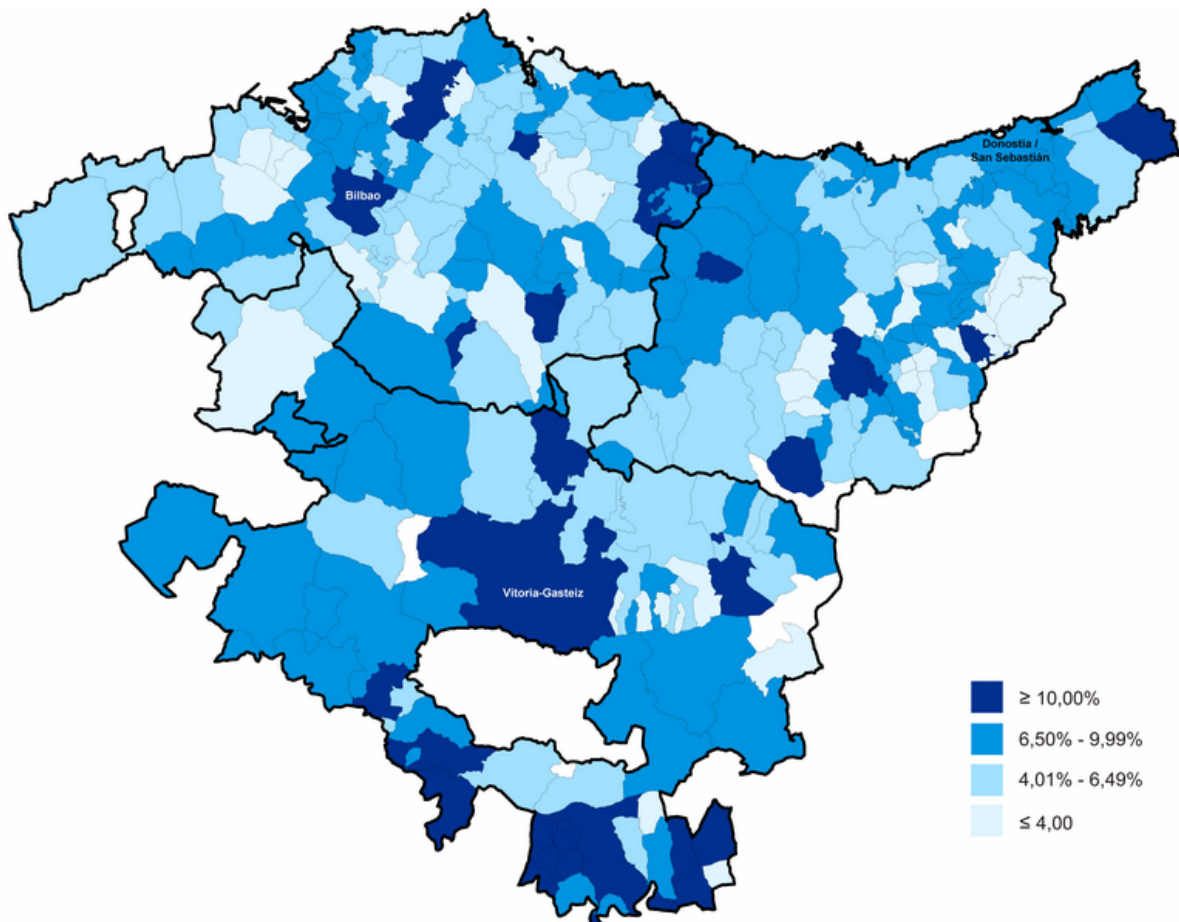 Donostia /
San Sebastián
Bilbao
Vitoria-Gasteiz
≥ 10,00%
6,50% - 9,99%
4,01% - 6,49%
≤ 4,00